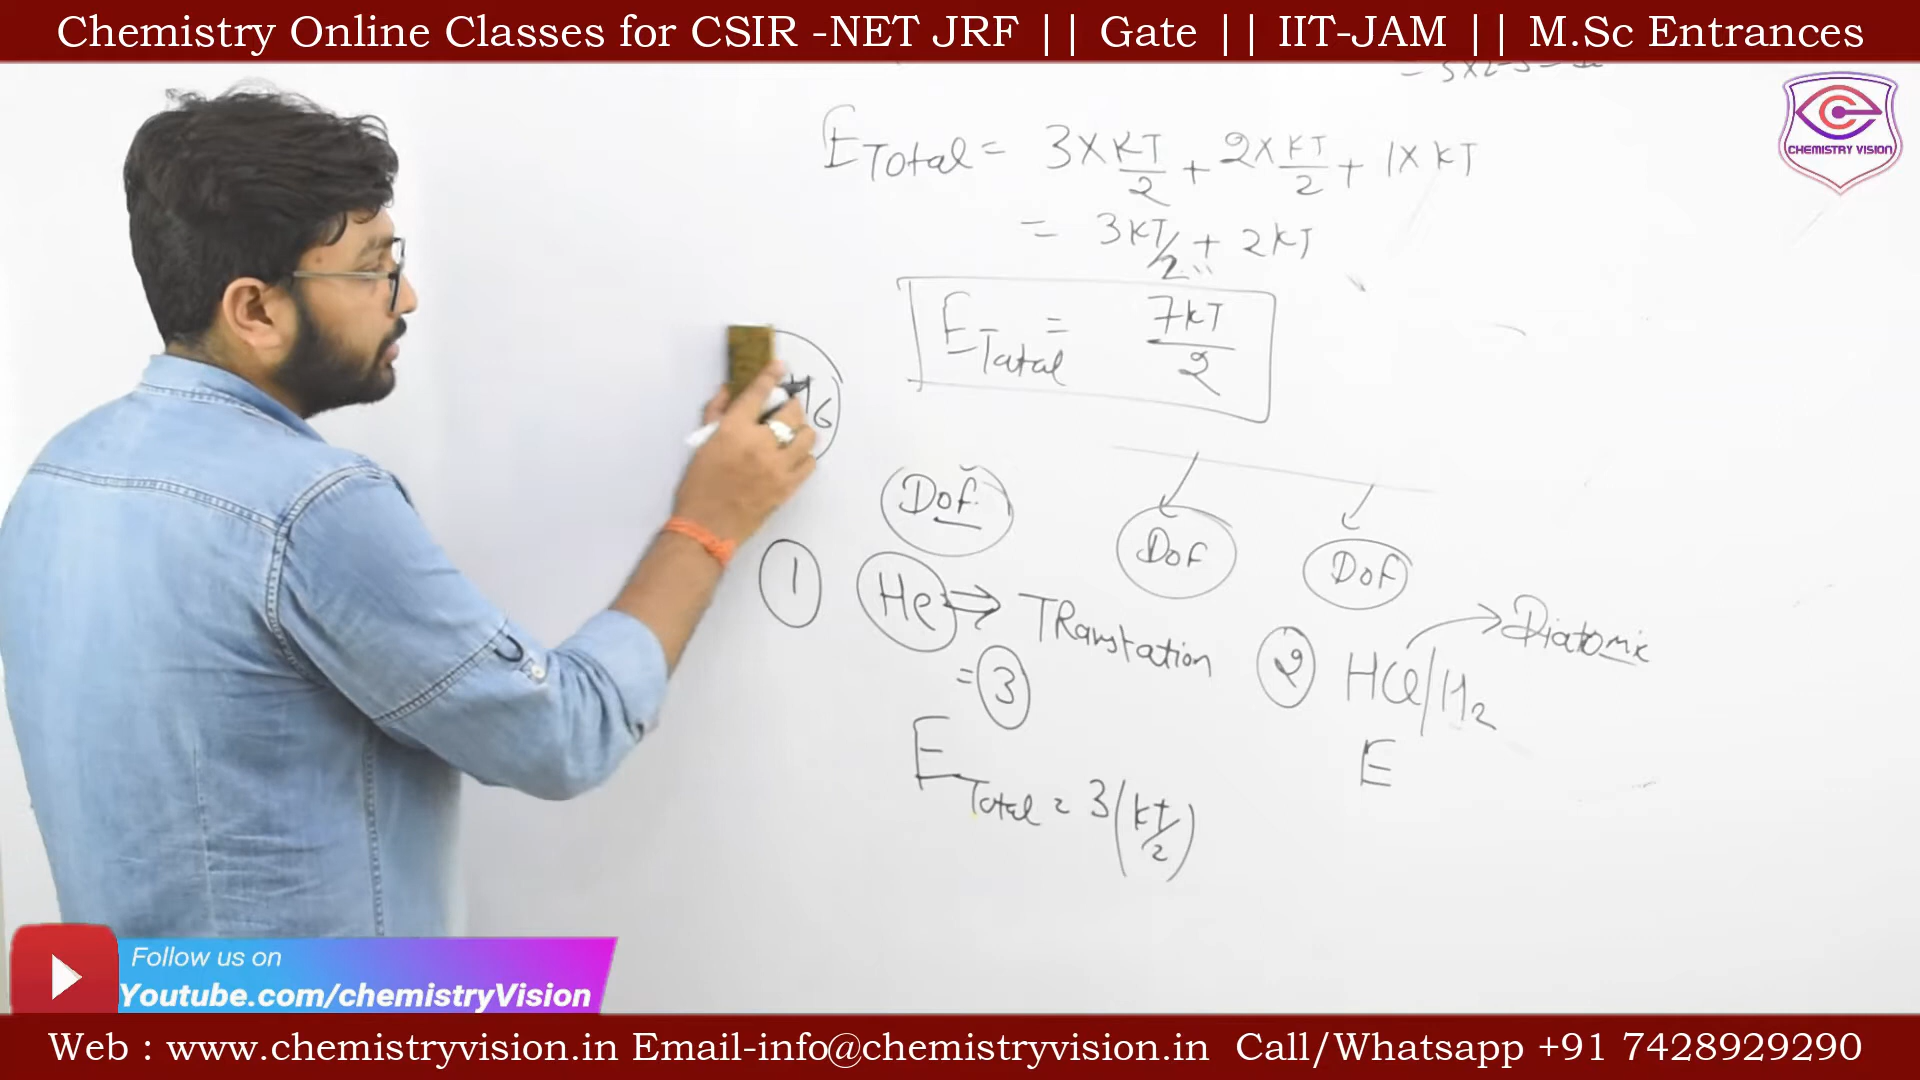 Chemistry Online Classes for CSIR -NET JRF || Gate || IIT-JAM || M.Sc Entrances
CHEMISTRY VISION
E Total = 3 x KT/2 + 2 x KT/2 + 1 x KT
= 3KT/2 + 2KT
E Tatal = 7KT/2
H6
Dof
Dof
Dof
1 He ⇒ TRanstation
= 3
2 HCl/H2 → Diatomic
E Total = 3(KT/2)
E
Follow us on
Youtube.com/chemistryVision
Web : www.chemistryvision.in Email-info@chemistryvision.in Call/Whatsapp +91 7428929290